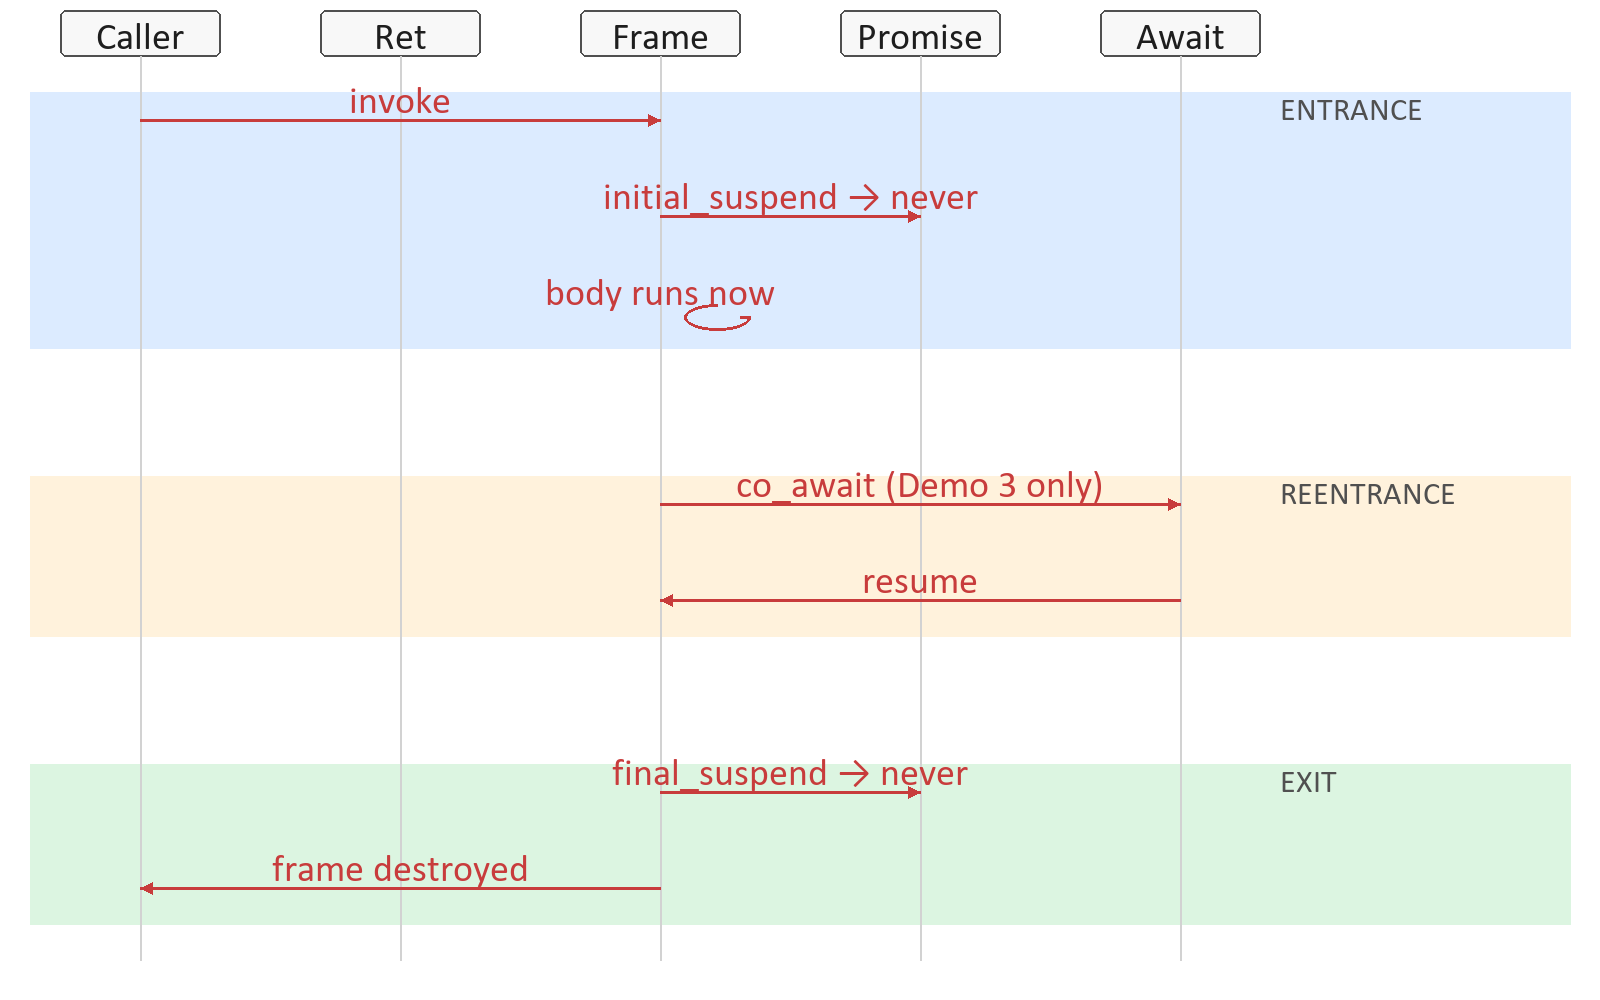 Caller
Ret
Frame
Promise
Await
invoke
ENTRANCE
initial_suspend → never
body runs now
co_await (Demo 3 only)
REENTRANCE
resume
final_suspend → never
EXIT
frame destroyed